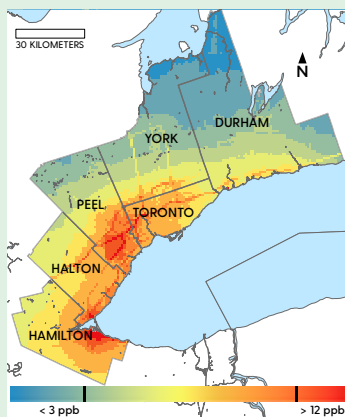 30 KILOMETERS
N
DURHAM
YORK
PEEL
TORONTO
HALTON
HAMILTON
< 3 ppb > 12 ppb